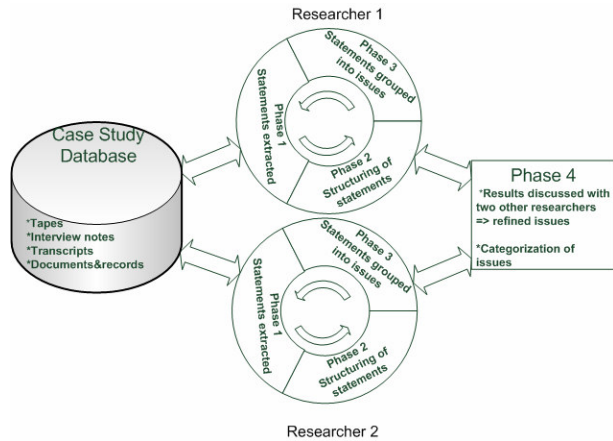 Researcher 1
Case Study
Database
*Tapes
*Interview notes
*Transcripts
*Documents&records
Phase 1
Statements extracted
Phase 2
Structuring of
statements
Phase 3
Statements grouped
into issues
Phase 1
Statements extracted
Phase 2
Structuring of
statements
Phase 3
Statements grouped
into issues
Phase 4
*Results discussed with
two other researchers
=> refined issues
*Categorization of
issues
Researcher 2